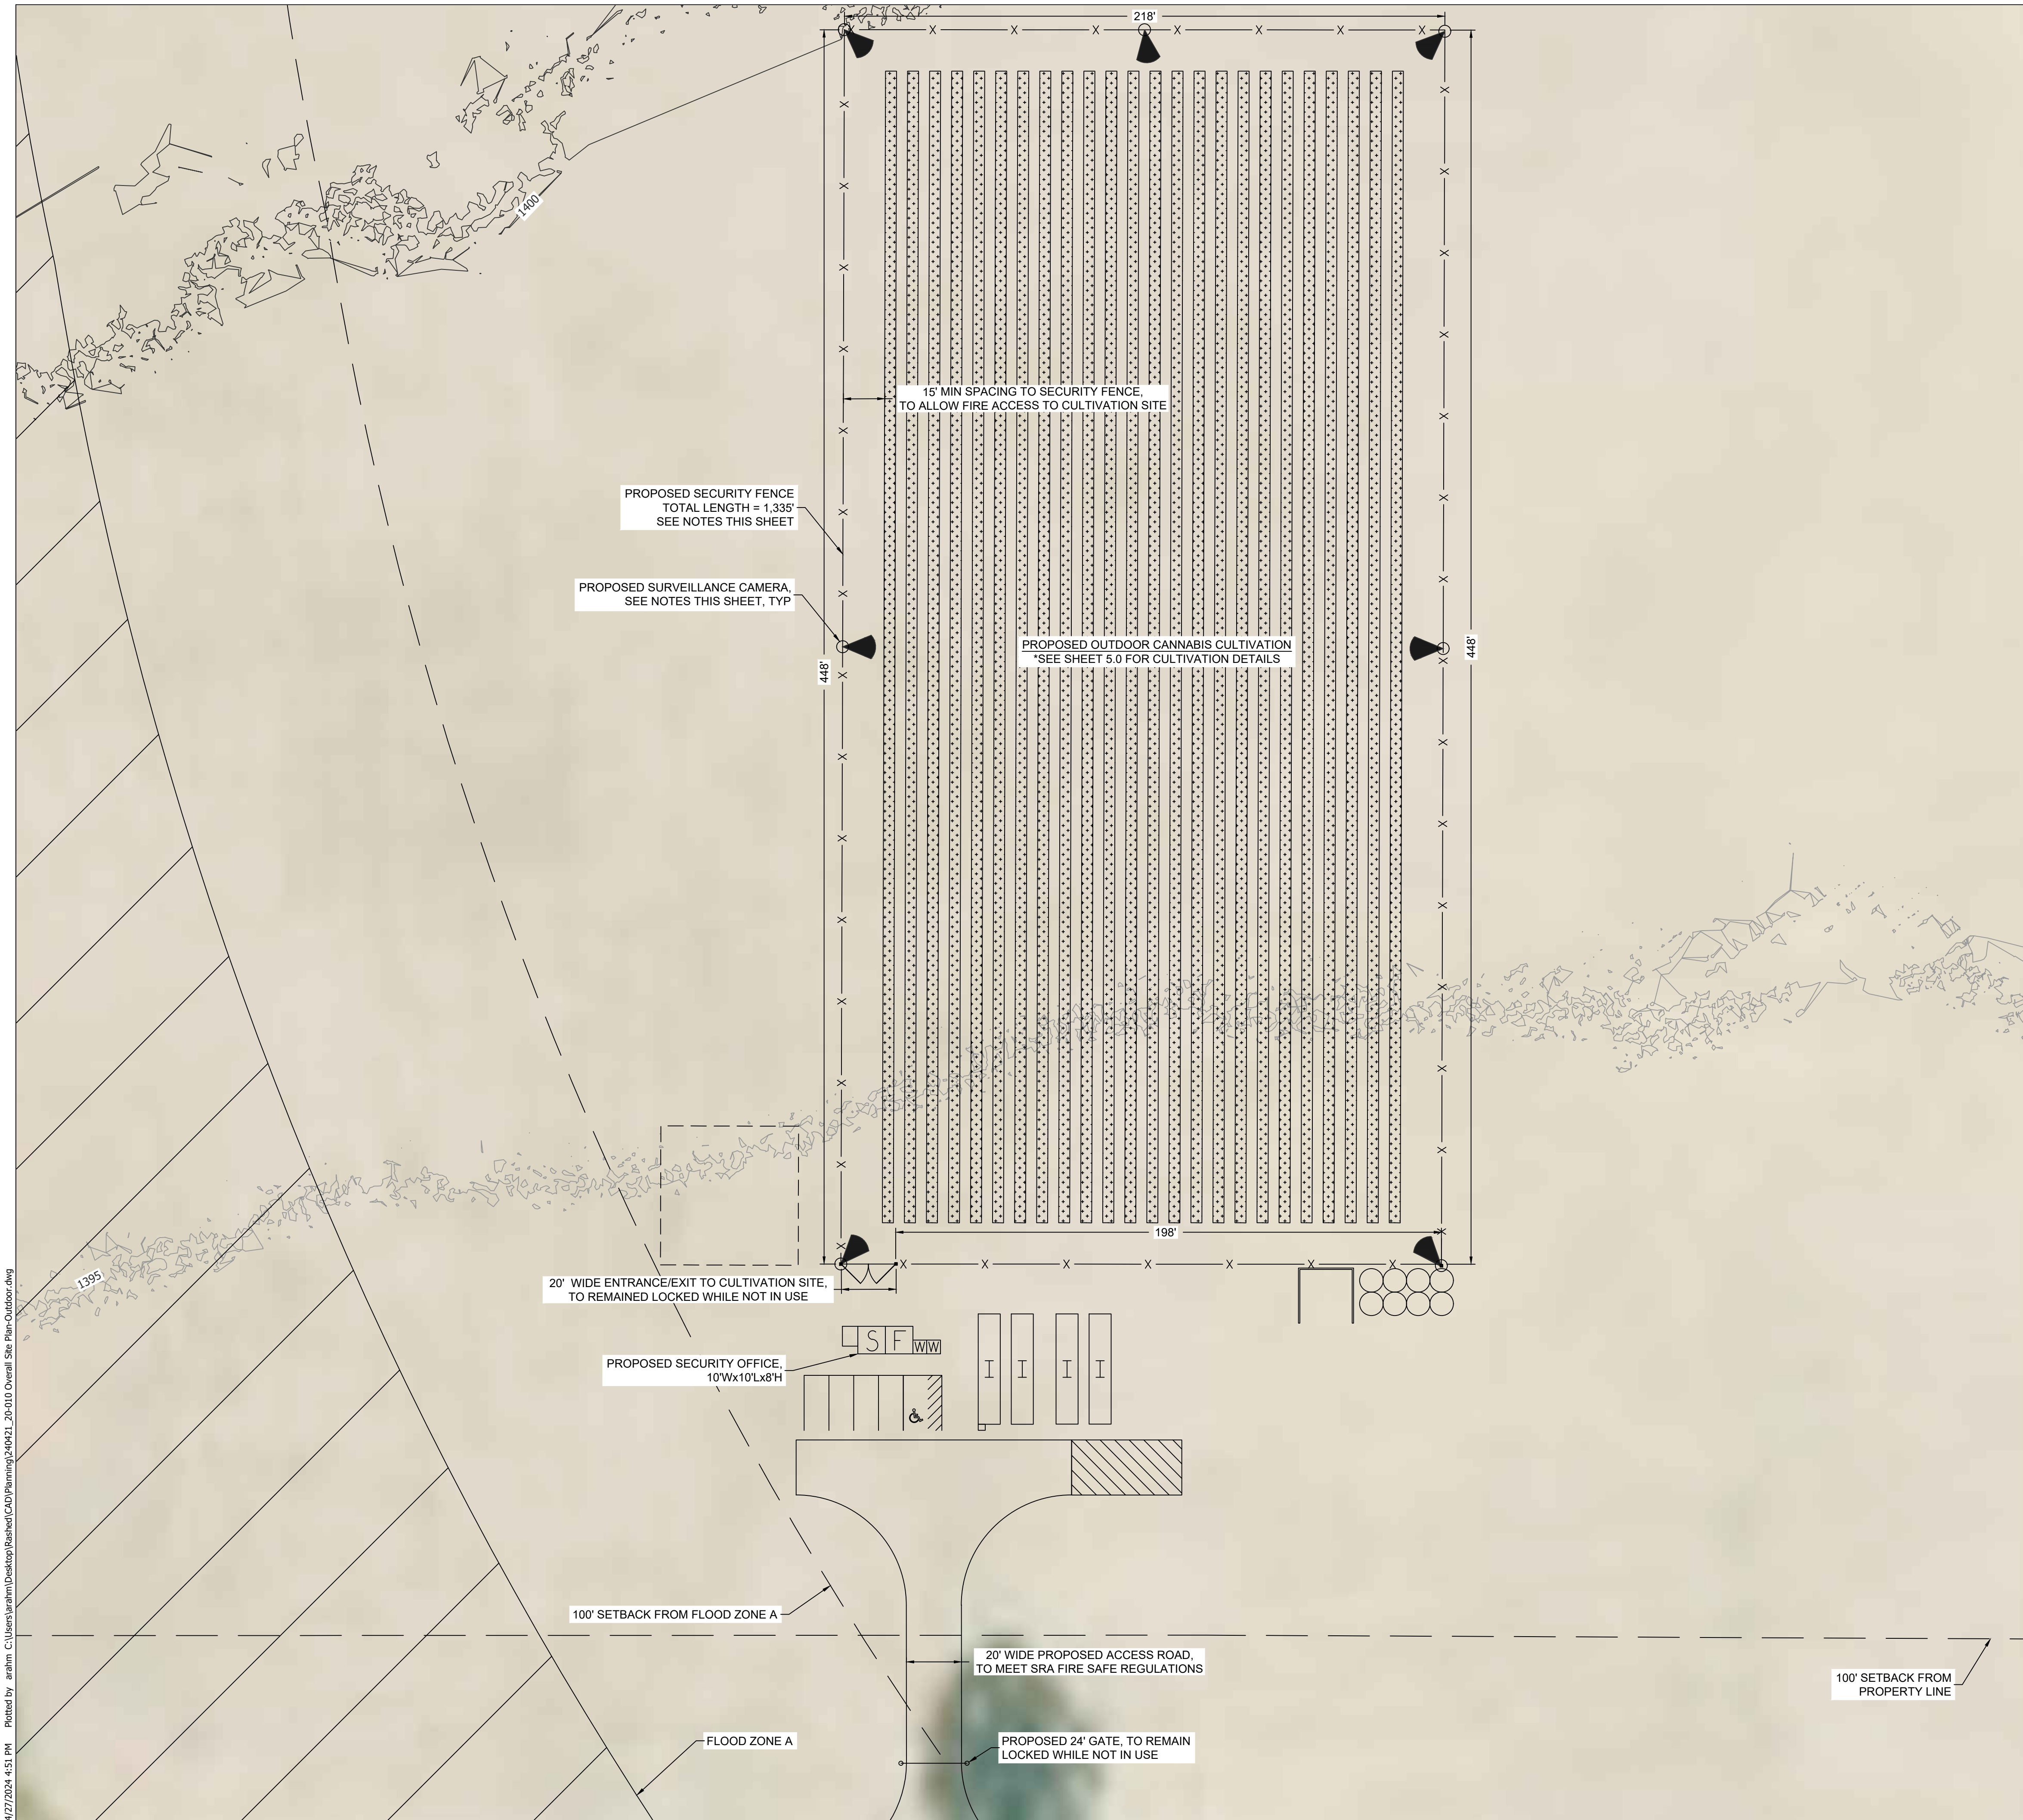 218'
1400
15' MIN SPACING TO SECURITY FENCE,
TO ALLOW FIRE ACCESS TO CULTIVATION SITE
PROPOSED SECURITY FENCE
TOTAL LENGTH = 1,335'
SEE NOTES THIS SHEET
PROPOSED SURVEILLANCE CAMERA,
SEE NOTES THIS SHEET, TYP
448'
PROPOSED OUTDOOR CANNABIS CULTIVATION
*SEE SHEET 5.0 FOR CULTIVATION DETAILS
448'
198'
1395
20' WIDE ENTRANCE/EXIT TO CULTIVATION SITE,
TO REMAINED LOCKED WHILE NOT IN USE
S F WW
PROPOSED SECURITY OFFICE,
10'Wx10'Lx8'H
I I I I
100' SETBACK FROM FLOOD ZONE A
20' WIDE PROPOSED ACCESS ROAD,
TO MEET SRA FIRE SAFE REGULATIONS
100' SETBACK FROM
PROPERTY LINE
FLOOD ZONE A
PROPOSED 24' GATE, TO REMAIN
LOCKED WHILE NOT IN USE
4/27/2024 4:51 PM Plotted by arahm C:\Users\arahm\Desktop\Rashed\CAD\Planning\240421_20-010 Overall Site Plan-Outdoor.dwg